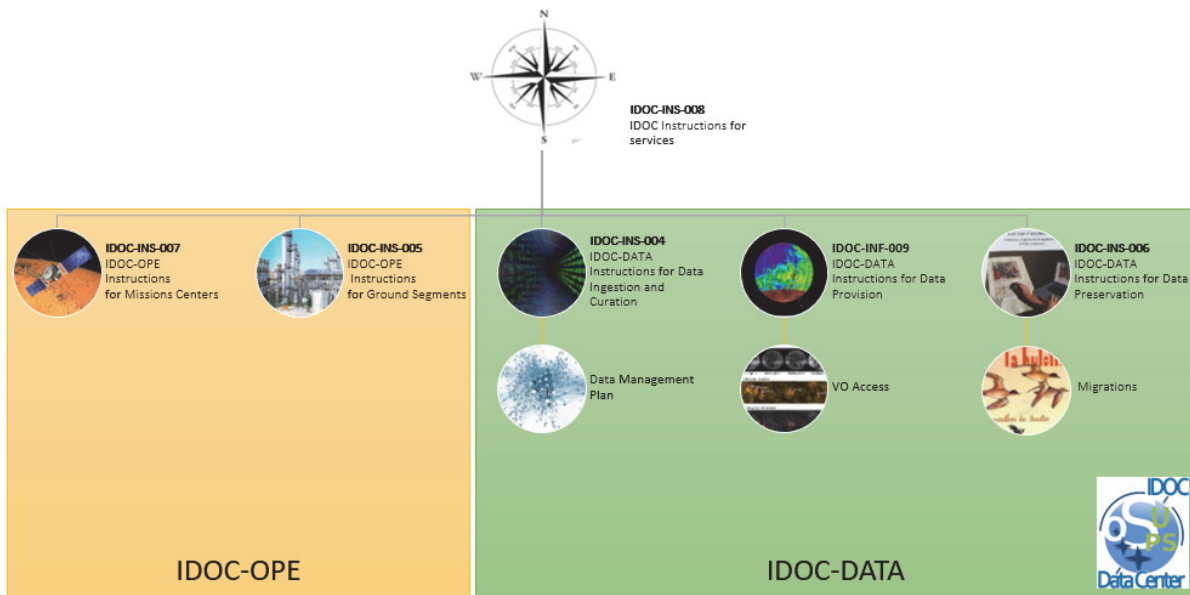 N
W
E
S
IDOC-INS-008
IDOC Instructions for
services
IDOC-INS-007
IDOC-OPE
Instructions
for Missions Centers
IDOC-INS-005
IDOC-OPE
Instructions
for Ground Segments
IDOC-INS-004
IDOC-DATA
Instructions for Data
Ingestion and
Curation
IDOC-INF-009
IDOC-DATA
Instructions for Data
Provision
IDOC-INS-006
IDOC-DATA
Instructions for Data
Preservation
Data Management
Plan
VO Access
la hulotte
Migrations
IDOC-OPE
IDOC-DATA
IDOC
OSUPS
Data Center